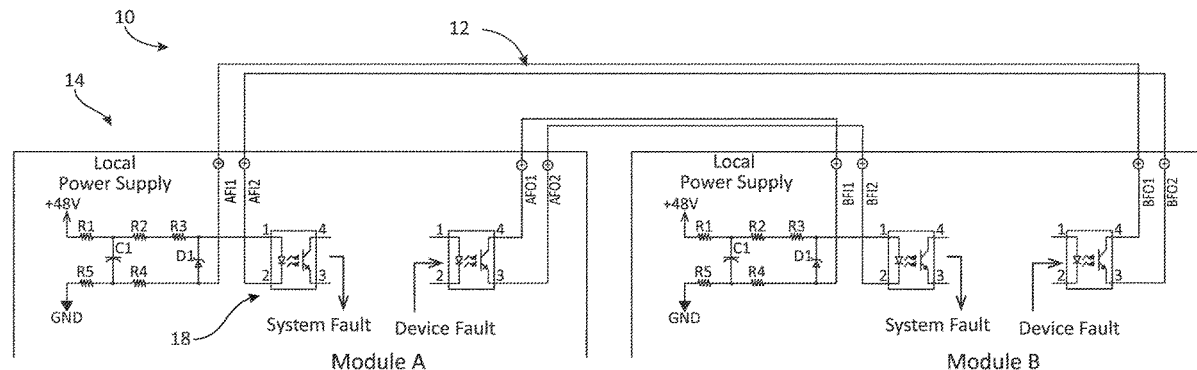 10
12
14
Local
Power Supply
+48V
R1
R2
R3
C1
D1
R5
R4
GND
AFI1
AFI2
1
4
2
3
18
System Fault
AFO1
AFO2
1
4
2
3
Device Fault
Module A
Local
Power Supply
+48V
R1
R2
R3
C1
D1
R5
R4
GND
BFI1
BFI2
1
4
2
3
System Fault
BFO1
BFO2
1
4
2
3
Device Fault
Module B